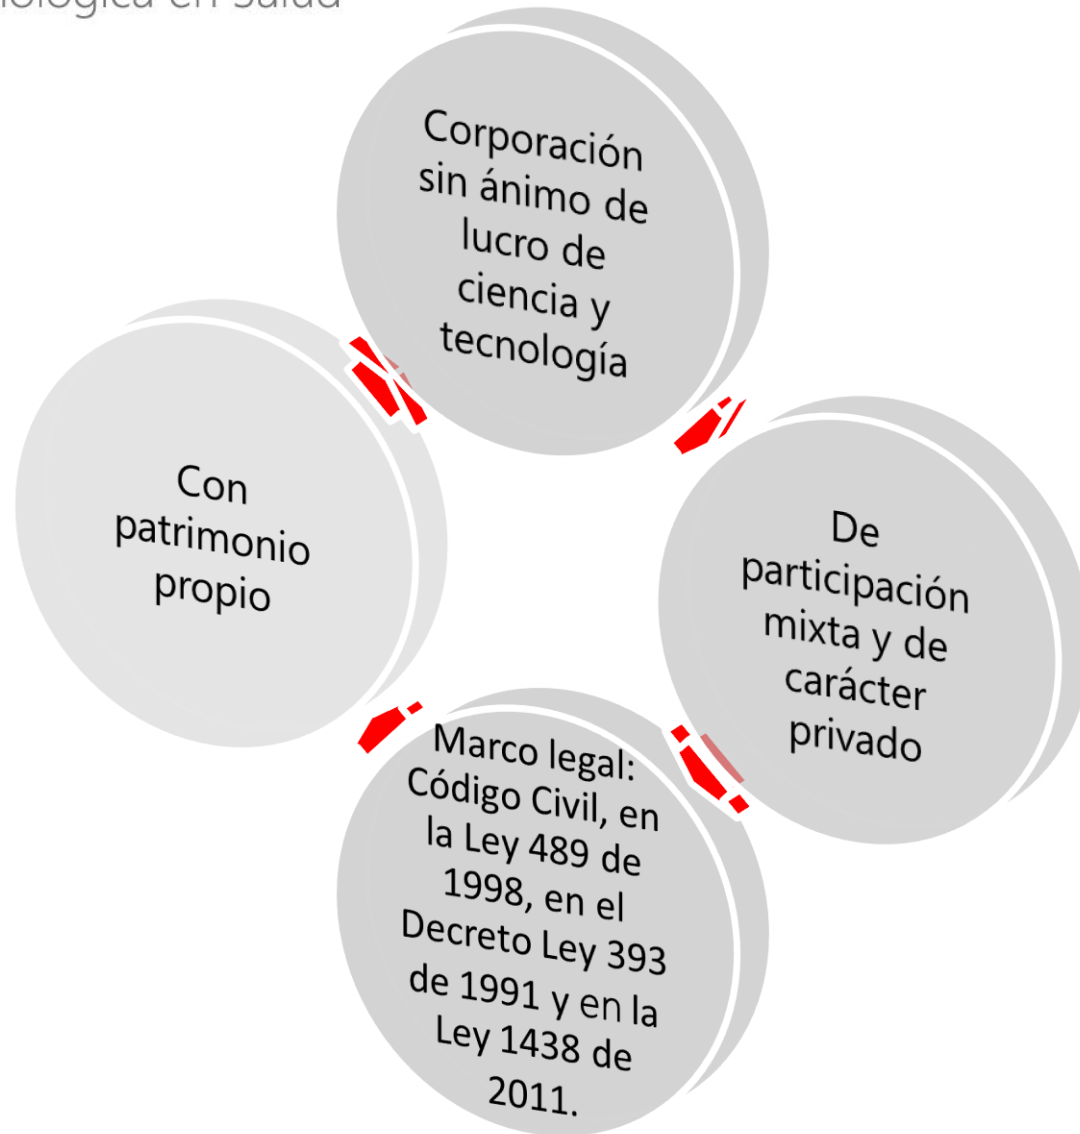 en Salud
Corporación
sin ánimo de
lucro de
ciencia y
tecnología
De
participación
mixta y de
carácter
privado
Marco legal:
Código Civil, en
la Ley 489 de
1998, en el
Decreto Ley 393
de 1991 y en la
Ley 1438 de
2011.
Con
patrimonio
propio